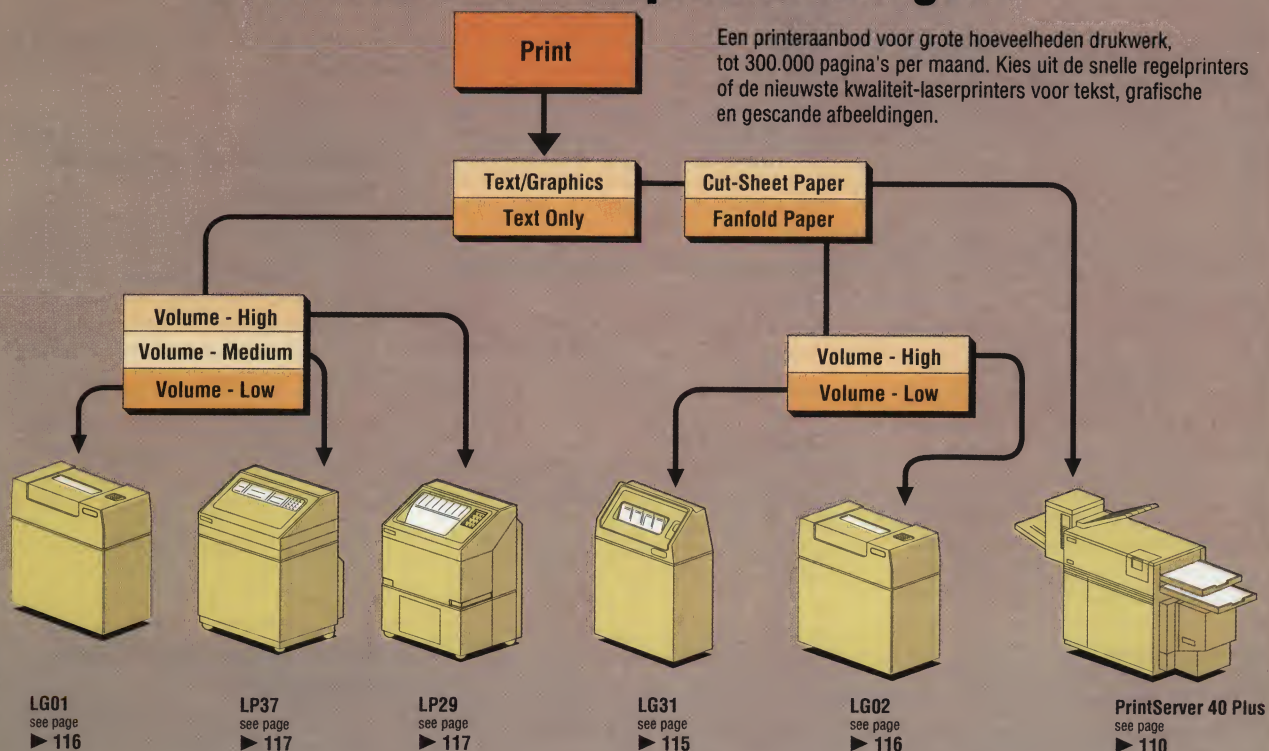 Print
Een printeraanbod voor grote hoeveelheden drukwerk,
tot 300.000 pagina's per maand. Kies uit de snelle regelprinters
of de nieuwste kwaliteit-laserprinters voor tekst, grafische
en gescande afbeeldingen.
Text/Graphics
Text Only
Cut-Sheet Paper
Fanfold Paper
Volume - High
Volume - Medium
Volume - Low
Volume - High
Volume - Low
LG01
see page
▶ 116
LP37
see page
▶ 117
LP29
see page
▶ 117
LG31
see page
▶ 115
LG02
see page
▶ 116
PrintServer 40 Plus
see page
▶ 110